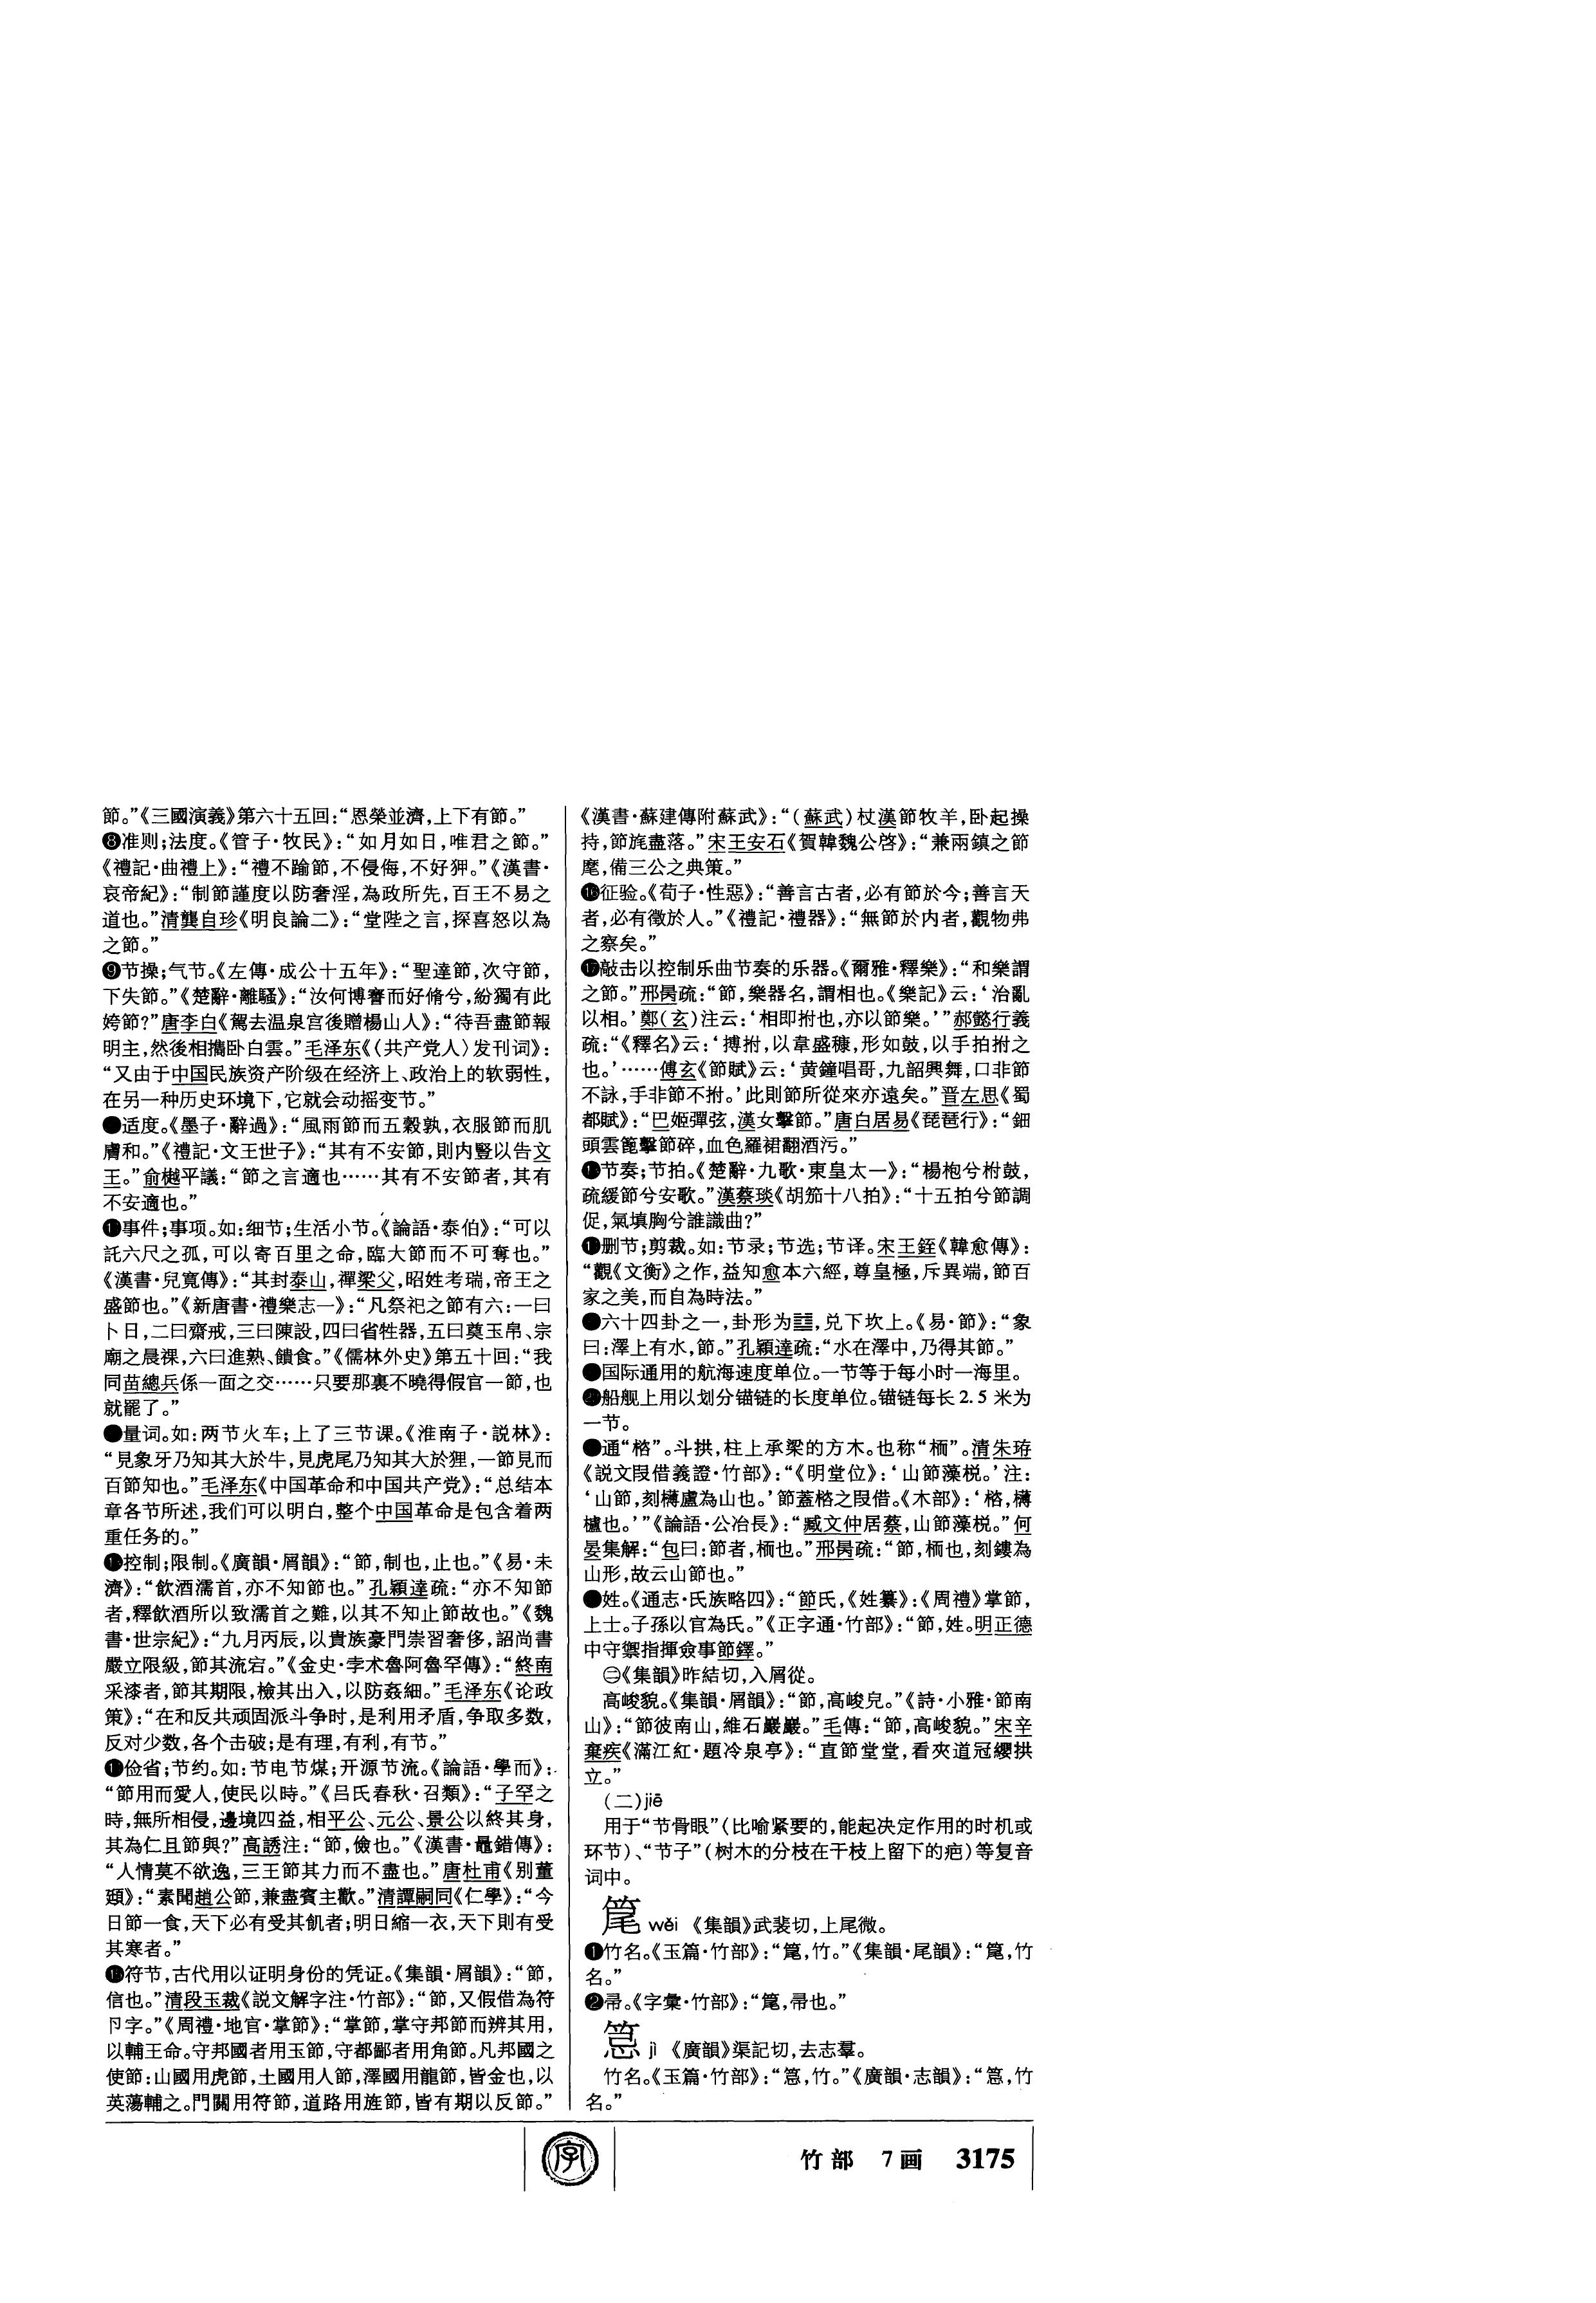 節。”《三國演義》第六十五回：“恩榮並濟，上下有節。”
❽准则；法度。《管子·牧民》：“如月如日，唯君之節。”
《禮記·曲禮上》：“禮不踰節，不侵侮，不好狎。”《漢書·
哀帝紀》：“制節謹度以防奢淫，為政所先，百王不易之
道也。”清龔自珍《明良論二》：“堂陛之言，探喜怒以為
之節。”
❾节操；气节。《左傳·成公十五年》：“聖達節，次守節，
下失節。”《楚辭·離騷》：“汝何博謇而好脩兮，紛獨有此
姱節？”唐李白《駕去温泉宫後贈楊山人》：“待吾盡節報
明主，然後相攜卧白雲。”毛泽东《〈共产党人〉发刊词》：
“又由于中国民族资产阶级在经济上、政治上的软弱性，
在另一种历史环境下，它就会动摇变节。”
●适度。《墨子·辭過》：“風雨節而五穀孰，衣服節而肌
膚和。”《禮記·文王世子》：“其有不安節，則内豎以告文
王。”俞樾平議：“節之言適也……其有不安節者，其有
不安適也。”
⓫事件；事项。如：细节；生活小节。《論語·泰伯》：“可以
託六尺之孤，可以寄百里之命，臨大節而不可奪也。”
《漢書·兒寬傳》：“其封泰山，禪梁父，昭姓考瑞，帝王之
盛節也。”《新唐書·禮樂志一》：“凡祭祀之節有六：一曰
卜日，二曰齋戒，三曰陳設，四曰省牲器，五曰奠玉帛、宗
廟之晨祼，六曰進熟、饋食。”《儒林外史》第五十回：“我
同苗總兵係一面之交……只要那裏不曉得假官一節，也
就罷了。”
●量词。如：两节火车；上了三节课。《淮南子·説林》：
“見象牙乃知其大於牛，見虎尾乃知其大於狸，一節見而
百節知也。”毛泽东《中国革命和中国共产党》：“总结本
章各节所述，我们可以明白，整个中国革命是包含着两
重任务的。”
⓭控制；限制。《廣韻·屑韻》：“節，制也，止也。”《易·未
濟》：“飲酒濡首，亦不知節也。”孔穎達疏：“亦不知節
者，釋飲酒所以致濡首之難，以其不知止節故也。”《魏
書·世宗紀》：“九月丙辰，以貴族豪門崇習奢侈，詔尚書
嚴立限級，節其流宕。”《金史·孛术魯阿魯罕傳》：“終南
采漆者，節其期限，檢其出入，以防姦細。”毛泽东《论政
策》：“在和反共顽固派斗争时，是利用矛盾，争取多数，
反对少数，各个击破；是有理，有利，有节。”
⓮俭省；节约。如：节电节煤；开源节流。《論語·學而》：
“節用而愛人，使民以時。”《吕氏春秋·召類》：“子罕之
時，無所相侵，邊境四益，相平公、元公、景公以終其身，
其為仁且節與？”高誘注：“節，儉也。”《漢書·鼂錯傳》：
“人情莫不欲逸，三王節其力而不盡也。”唐杜甫《别董
頲》：“素聞趙公節，兼盡賓主歡。”清譚嗣同《仁學》：“今
日節一食，天下必有受其飢者；明日縮一衣，天下則有受
其寒者。”
⓯符节，古代用以证明身份的凭证。《集韻·屑韻》：“節，
信也。”清段玉裁《説文解字注·竹部》：“節，又假借為符
卪字。”《周禮·地官·掌節》：“掌節，掌守邦節而辨其用，
以輔王命。守邦國者用玉節，守都鄙者用角節。凡邦國之
使節：山國用虎節，土國用人節，澤國用龍節，皆金也，以
英蕩輔之。門關用符節，道路用旌節，皆有期以反節。”
《漢書·蘇建傳附蘇武》：“（蘇武）杖漢節牧羊，卧起操
持，節旄盡落。”宋王安石《賀韓魏公啓》：“兼兩鎮之節
麾，備三公之典策。”
⓰征验。《荀子·性惡》：“善言古者，必有節於今；善言天
者，必有徵於人。”《禮記·禮器》：“無節於内者，觀物弗
之察矣。”
⓱敲击以控制乐曲节奏的乐器。《爾雅·釋樂》：“和樂謂
之節。”邢昺疏：“節，樂器名，謂相也。《樂記》云：‘治亂
以相。’鄭（玄）注云：‘相即拊也，亦以節樂。’”郝懿行義
疏：“《釋名》云：‘搏拊，以韋盛糠，形如鼓，以手拍拊之
也。’……傅玄《節賦》云：‘黄鐘唱哥，九韶興舞，口非節
不詠，手非節不拊。’此則節所從來亦遠矣。”晋左思《蜀
都賦》：“巴姬彈弦，漢女擊節。”唐白居易《琵琶行》：“鈿
頭雲篦擊節碎，血色羅裙翻酒污。”
⓲节奏；节拍。《楚辭·九歌·東皇太一》：“楊枹兮拊鼓，
疏緩節兮安歌。”漢蔡琰《胡笳十八拍》：“十五拍兮節調
促，氣填胸兮誰識曲？”
⓳删节；剪裁。如：节录；节选；节译。宋王銍《韓愈傳》：
“觀《文衡》之作，益知愈本六經，尊皇極，斥異端，節百
家之美，而自為時法。”
●六十四卦之一，卦形为䷻，兑下坎上。《易·節》：“象
曰：澤上有水，節。”孔穎達疏：“水在澤中，乃得其節。”
●国际通用的航海速度单位。一节等于每小时一海里。
㉒船舰上用以划分锚链的长度单位。锚链每长2.5米为
一节。
●通“楶”。斗拱，柱上承梁的方木。也称“栭”。清朱珔
《説文叚借義證·竹部》：“《明堂位》：‘山節藻梲。’注：
‘山節，刻欂盧為山也。’節蓋楶之叚借。《木部》：‘楶，欂
櫨也。’”《論語·公冶長》：“臧文仲居蔡，山節藻梲。”何
晏集解：“包曰：節者，栭也。”邢昺疏：“節，栭也，刻鏤為
山形，故云山節也。”
●姓。《通志·氏族略四》：“節氏，《姓纂》：《周禮》掌節，
上士。子孫以官為氏。”《正字通·竹部》：“節，姓。明正德
中守禦指揮僉事節鐸。”
㊁《集韻》昨結切，入屑從。
高峻貌。《集韻·屑韻》：“節，高峻皃。”《詩·小雅·節南
山》：“節彼南山，維石巖巖。”毛傳：“節，高峻貌。”宋辛
棄疾《滿江紅·題冷泉亭》：“直節堂堂，看夾道冠纓拱
立。”
（二）jiē
用于“节骨眼”（比喻紧要的，能起决定作用的时机或
环节）、“节子”（树木的分枝在干枝上留下的疤）等复音
词中。
䇻 wěi 《集韻》武裴切，上尾微。
❶竹名。《玉篇·竹部》：“䇻，竹。”《集韻·尾韻》：“䇻，竹
名。”
❷帚。《字彙·竹部》：“䇻，帚也。”
jì 《廣韻》渠記切，去志羣。
竹名。《玉篇·竹部》：“，竹。”《廣韻·志韻》：“，竹
名。”
字
竹部 7画 3175